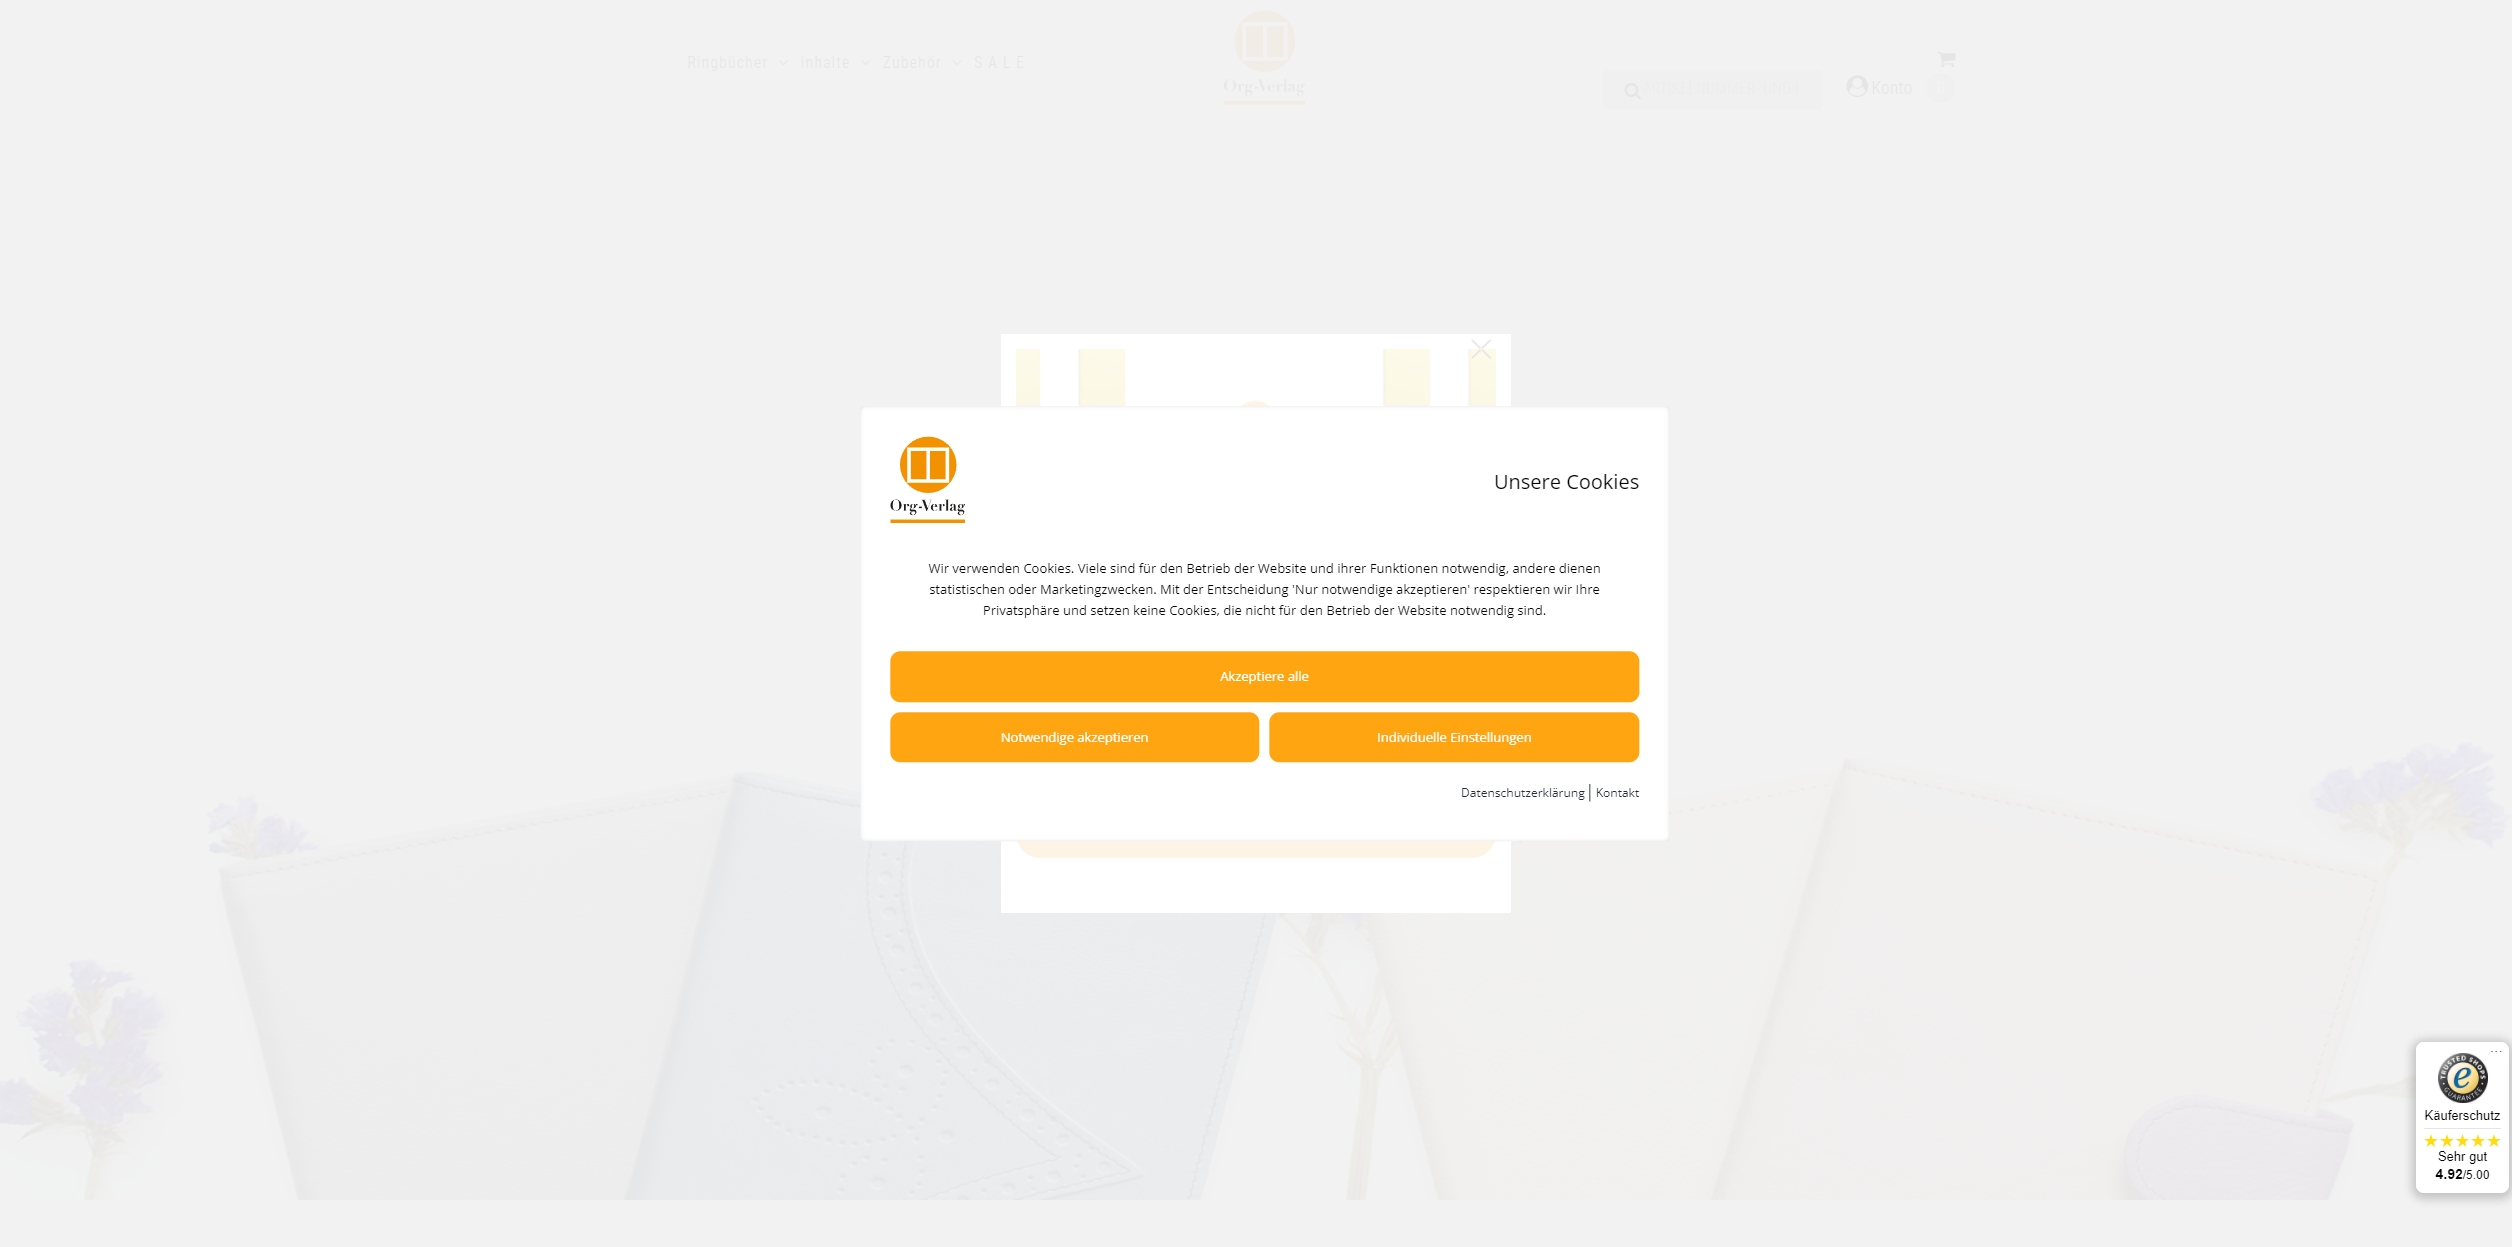 Ringbücher
Inhalte
Zubehör
S A L E
Org-Verlag
Konto
Org-Verlag
Unsere Cookies
Wir verwenden Cookies. Viele sind für den Betrieb der Website und ihrer Funktionen notwendig, andere dienen
statistischen oder Marketingzwecken. Mit der Entscheidung 'Nur notwendige akzeptieren' respektieren wir Ihre
Privatsphäre und setzen keine Cookies, die nicht für den Betrieb der Website notwendig sind.
Akzeptiere alle
Notwendige akzeptieren
Individuelle Einstellungen
Datenschutzerklärung
Kontakt
TRUSTED SHOPS
GUARANTEE
Käuferschutz
Sehr gut
4.92/5.00